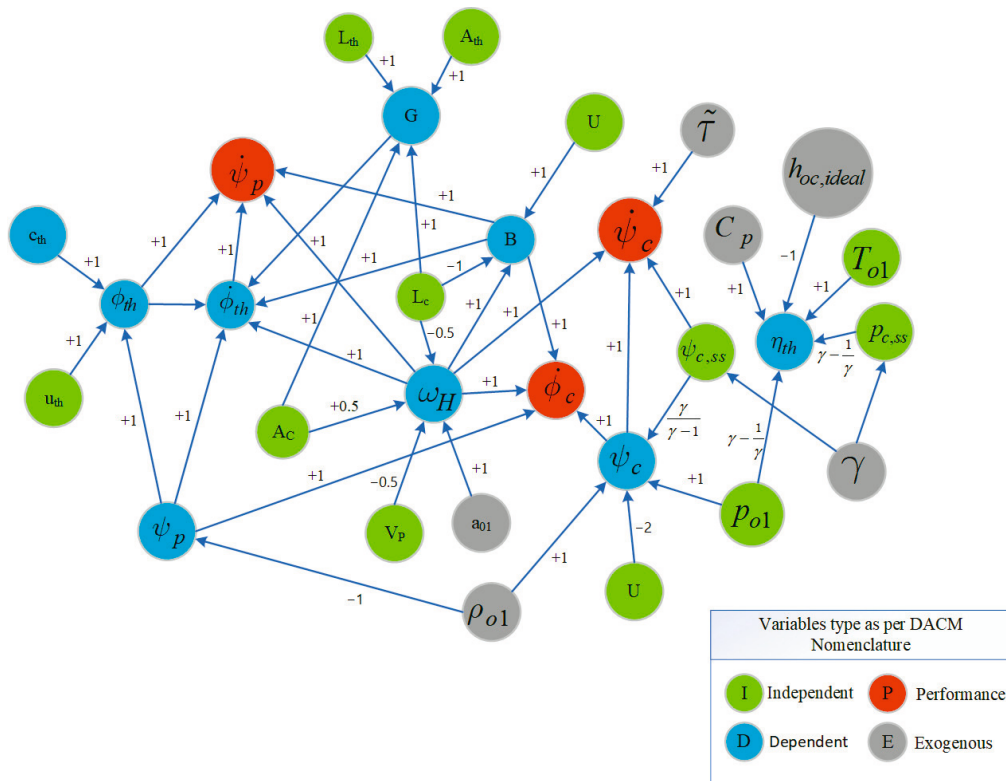 L_th
A_th
+1
+1
G
U
τ̃
ψ̇_p
+1
+1
h_oc,ideal
+1
+1
ψ̇_c
C_p
c_th
B
−1
T_o1
+1
+1
+1
+1
−1
+1
+1
L_c
ϕ_th
ϕ̇_th
−0.5
+1
+1
+1
+1
ψ_c,ss
η_th
p_c,ss
γ − 1/γ
+1
+1
+1
u_th
ω_H
+1
ϕ̇_c
+0.5
A_C
+1
γ/(γ − 1)
γ − 1/γ
γ
+1
+1
+1
ψ_c
−0.5
+1
+1
p_o1
ψ_p
V_P
a_01
−2
+1
U
−1
ρ_o1
Variables type as per DACM
Nomenclature
I Independent
P Performance
D Dependent
E Exogenous